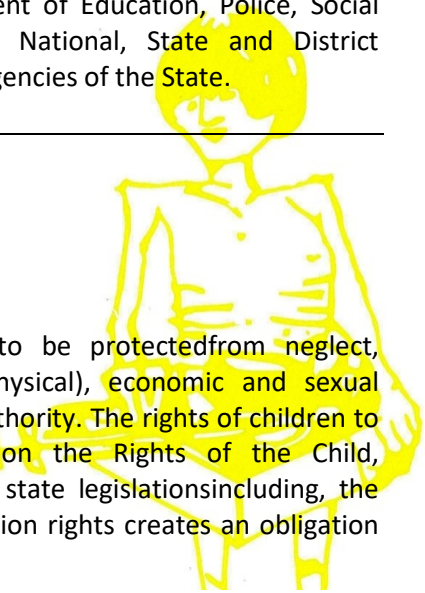 ent of Education, Police, Social
National, State and District
gencies of the State.
to be protectedfrom neglect,
hysical), economic and sexual
thority. The rights of children to
on the Rights of the Child,
state legislationsincluding, the
ion rights creates an obligation